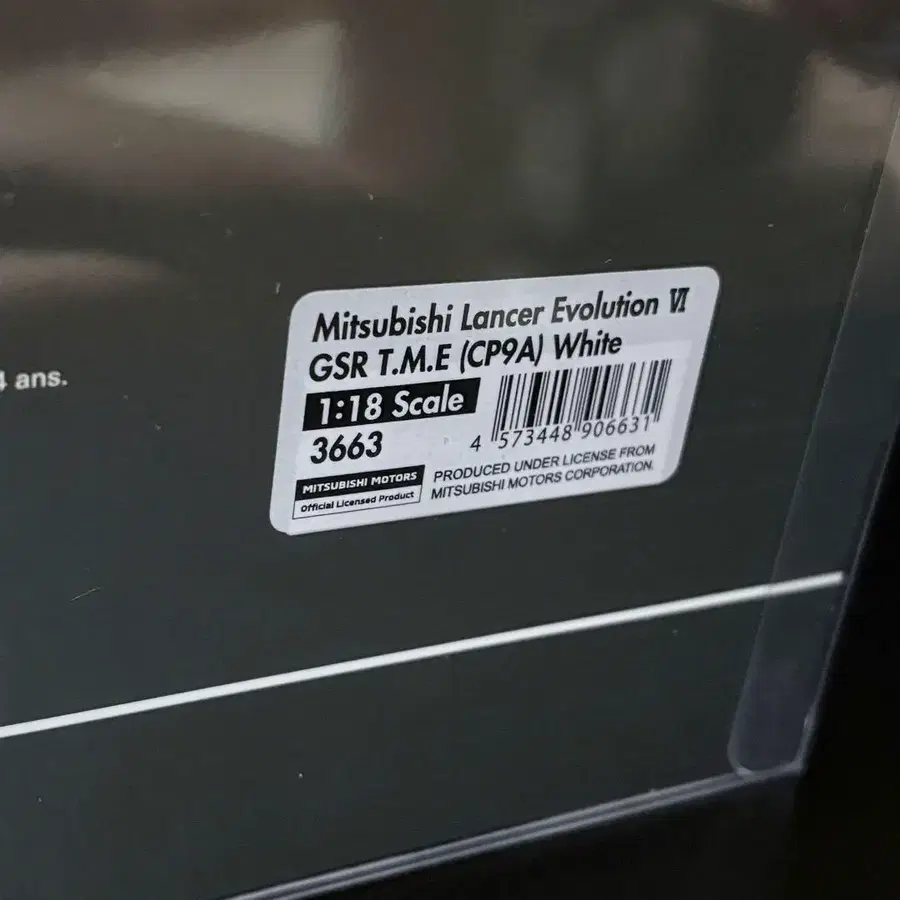 Mitsubishi Lancer Evolution Ⅵ
GSR T.M.E (CP9A) White
1:18 Scale
3663
4 573448 906631
MITSUBISHI MOTORS
Official Licensed Product
PRODUCED UNDER LICENSE FROM
MITSUBISHI MOTORS CORPORATION.
4 ans.